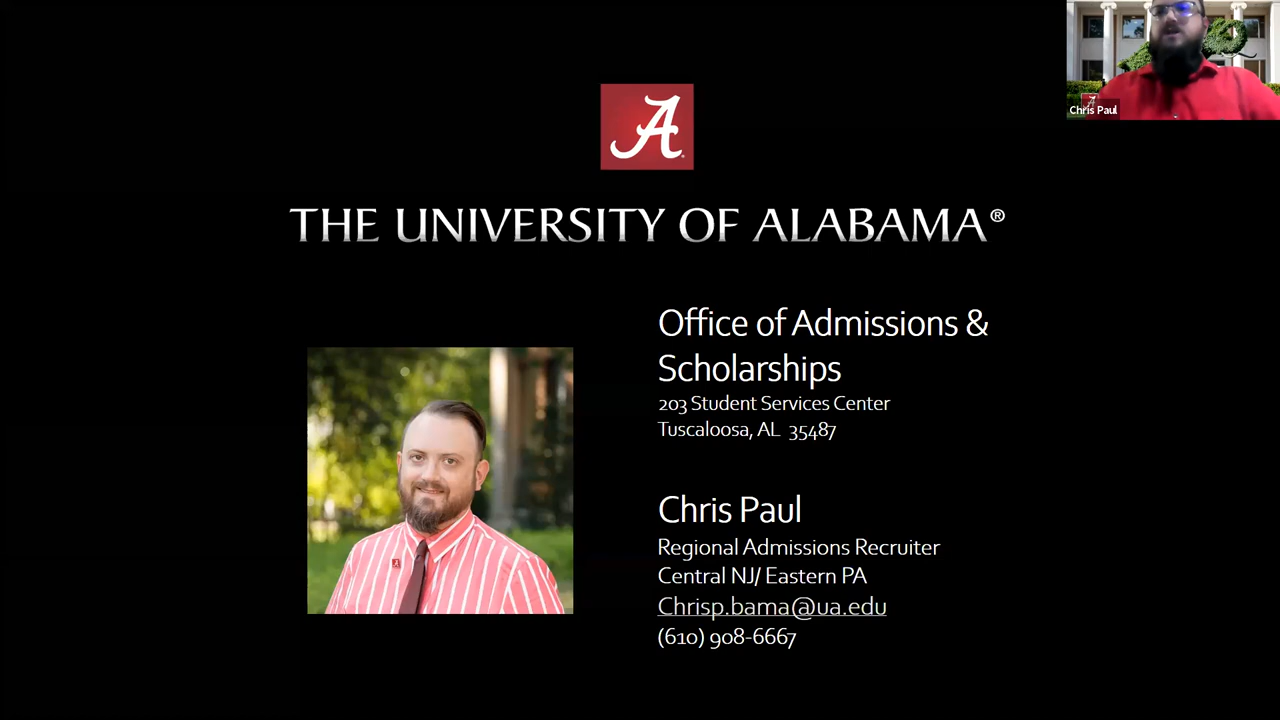 Chris Paul
A
THE UNIVERSITY OF ALABAMA®
Office of Admissions &
Scholarships
203 Student Services Center
Tuscaloosa, AL 35487
Chris Paul
Regional Admissions Recruiter
Central NJ/ Eastern PA
Chrisp.bama@ua.edu
(610) 908-6667